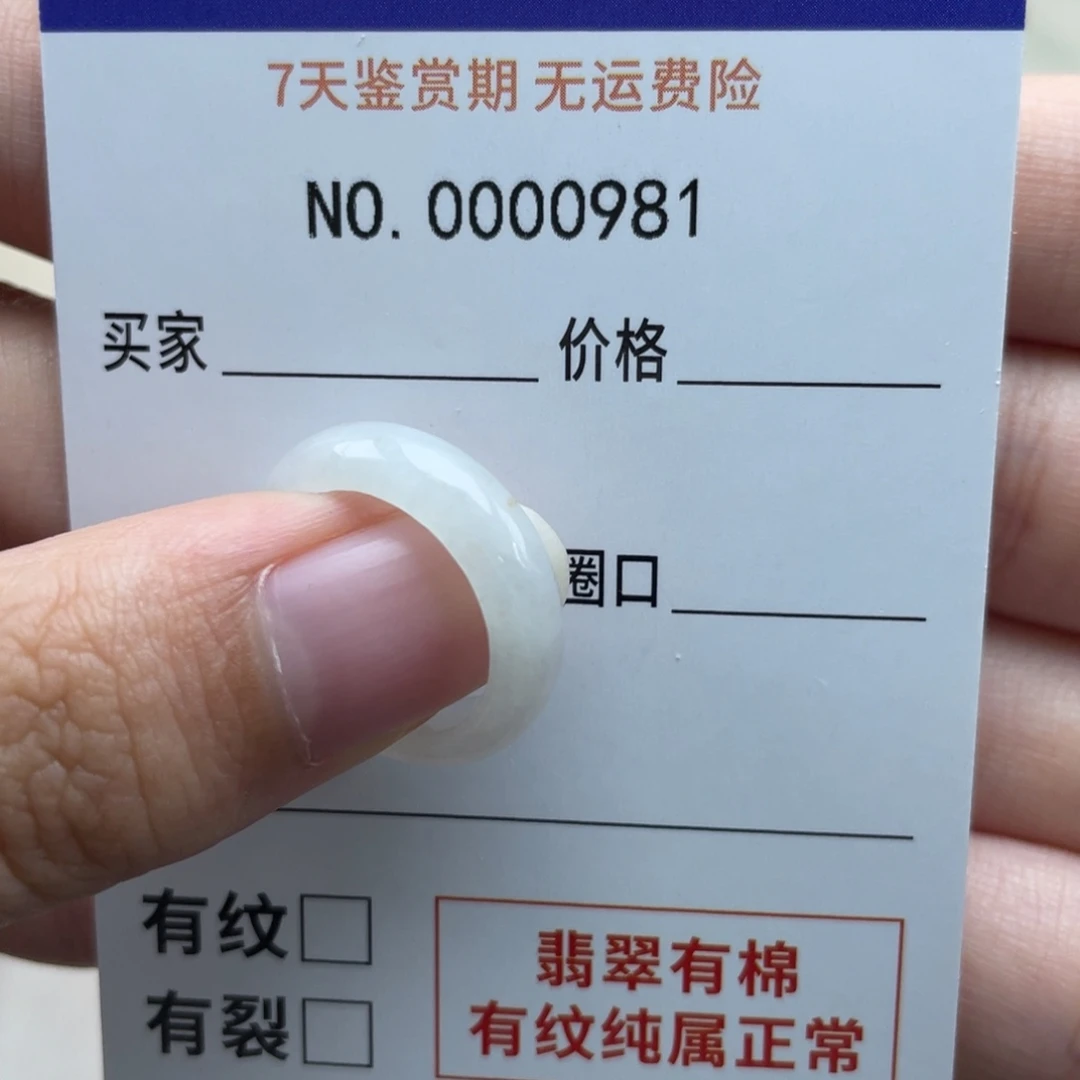 7天鉴赏期 无运费险
NO.0000981
买家 价格
圈口
有纹
有裂
翡翠有棉
有纹纯属正常